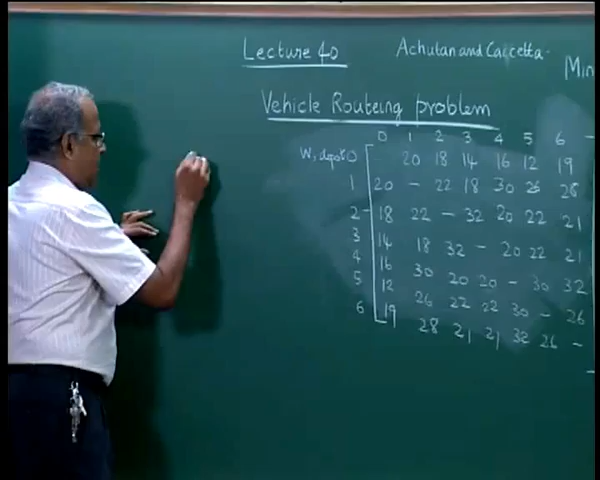 Lecture 40 Achutan and Caccetta Min
Vehicle Routeing problem
0 1 2 3 4 5 6
W, depot 0 20 18 14 16 12 19
1 20 - 22 18 30 26 28
2 - 18 22 - 32 20 22 21
3 14 18 32 - 20 22 21
4 16 30 20 20 - 30 32
5 12 26 22 22 30 - 26
6 19 28 21 21 32 26 -